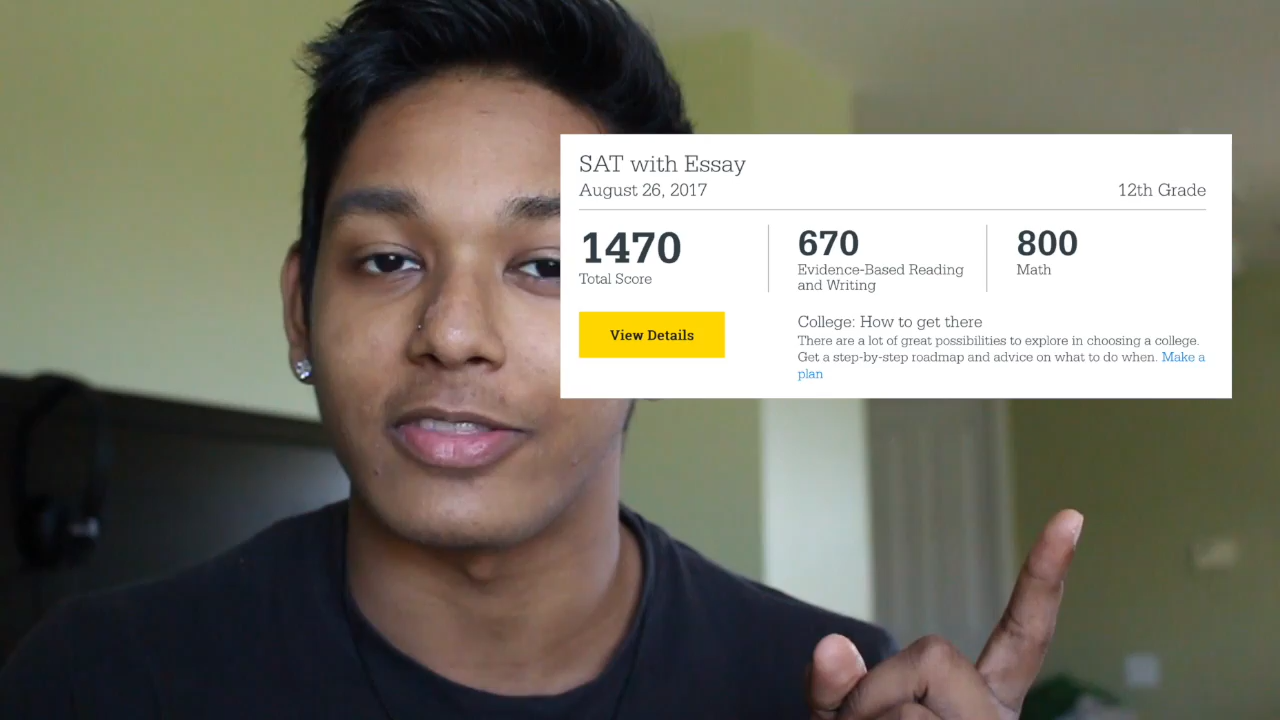 SAT with Essay
August 26, 2017
12th Grade
1470
Total Score
670
Evidence-Based Reading
and Writing
800
Math
View Details
College: How to get there
There are a lot of great possibilities to explore in choosing a college.
Get a step-by-step roadmap and advice on what to do when. Make a
plan